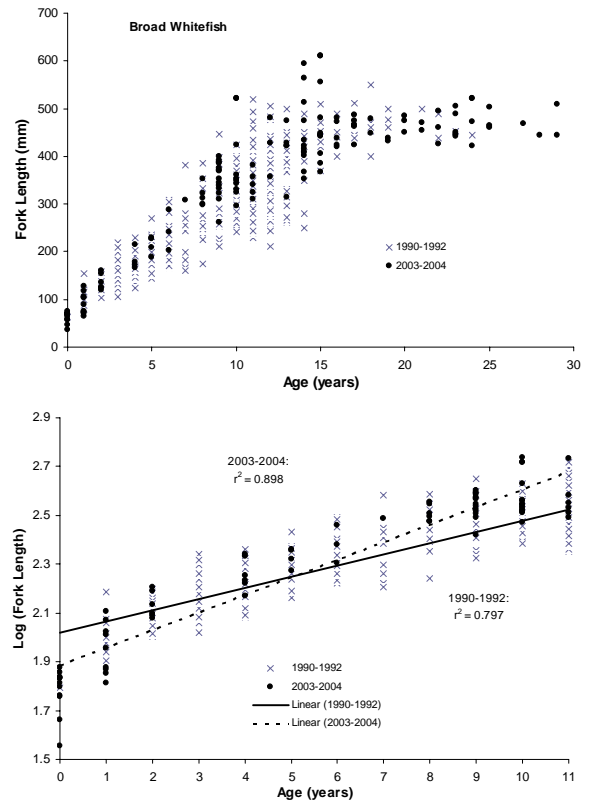 Broad Whitefish
700
600
500
400
300
200
100
0
Fork Length (mm)
× 1990-1992
● 2003-2004
0 5 10 15 20 25 30
Age (years)
2.9
2.7
2.5
2.3
2.1
1.9
1.7
1.5
Log (Fork Length)
2003-2004:
r² = 0.898
1990-1992:
r² = 0.797
× 1990-1992
● 2003-2004
Linear (1990-1992)
Linear (2003-2004)
0 1 2 3 4 5 6 7 8 9 10 11
Age (years)